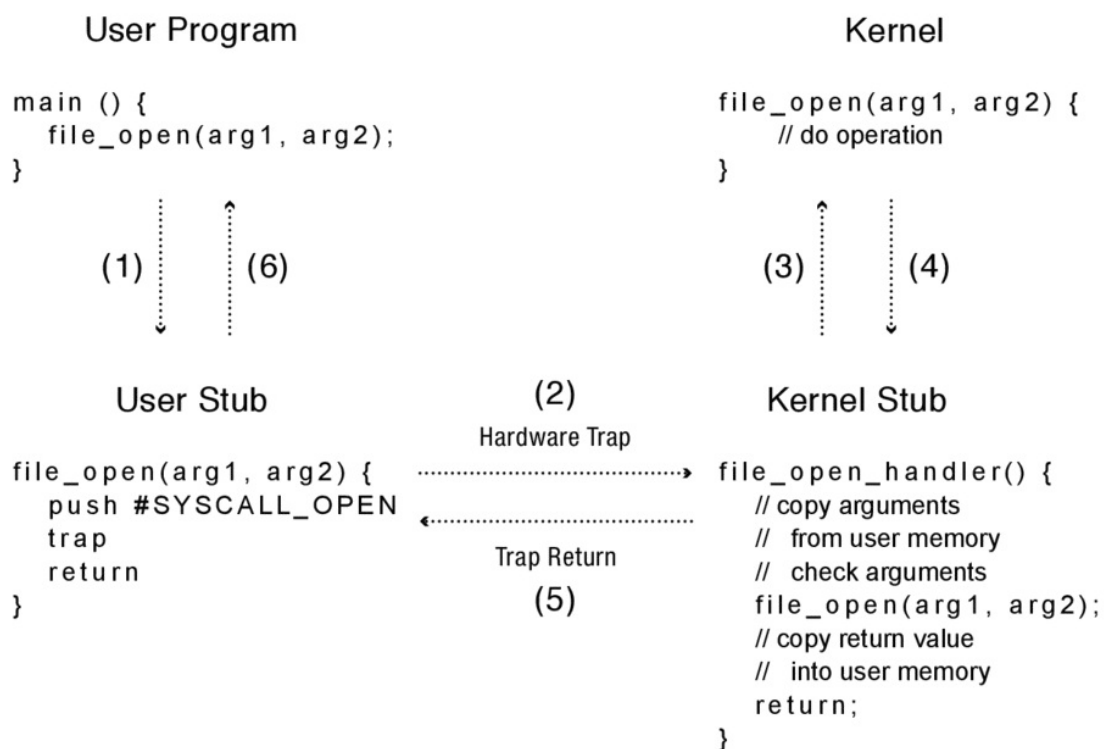 User Program
main () {
file_open(arg1, arg2);
}
(1)
(6)
User Stub
file_open(arg1, arg2) {
push #SYSCALL_OPEN
trap
return
}
(2)
Hardware Trap
Trap Return
(5)
Kernel
file_open(arg1, arg2) {
// do operation
}
(3)
(4)
Kernel Stub
file_open_handler() {
// copy arguments
// from user memory
// check arguments
file_open(arg1, arg2);
// copy return value
// into user memory
return;
}